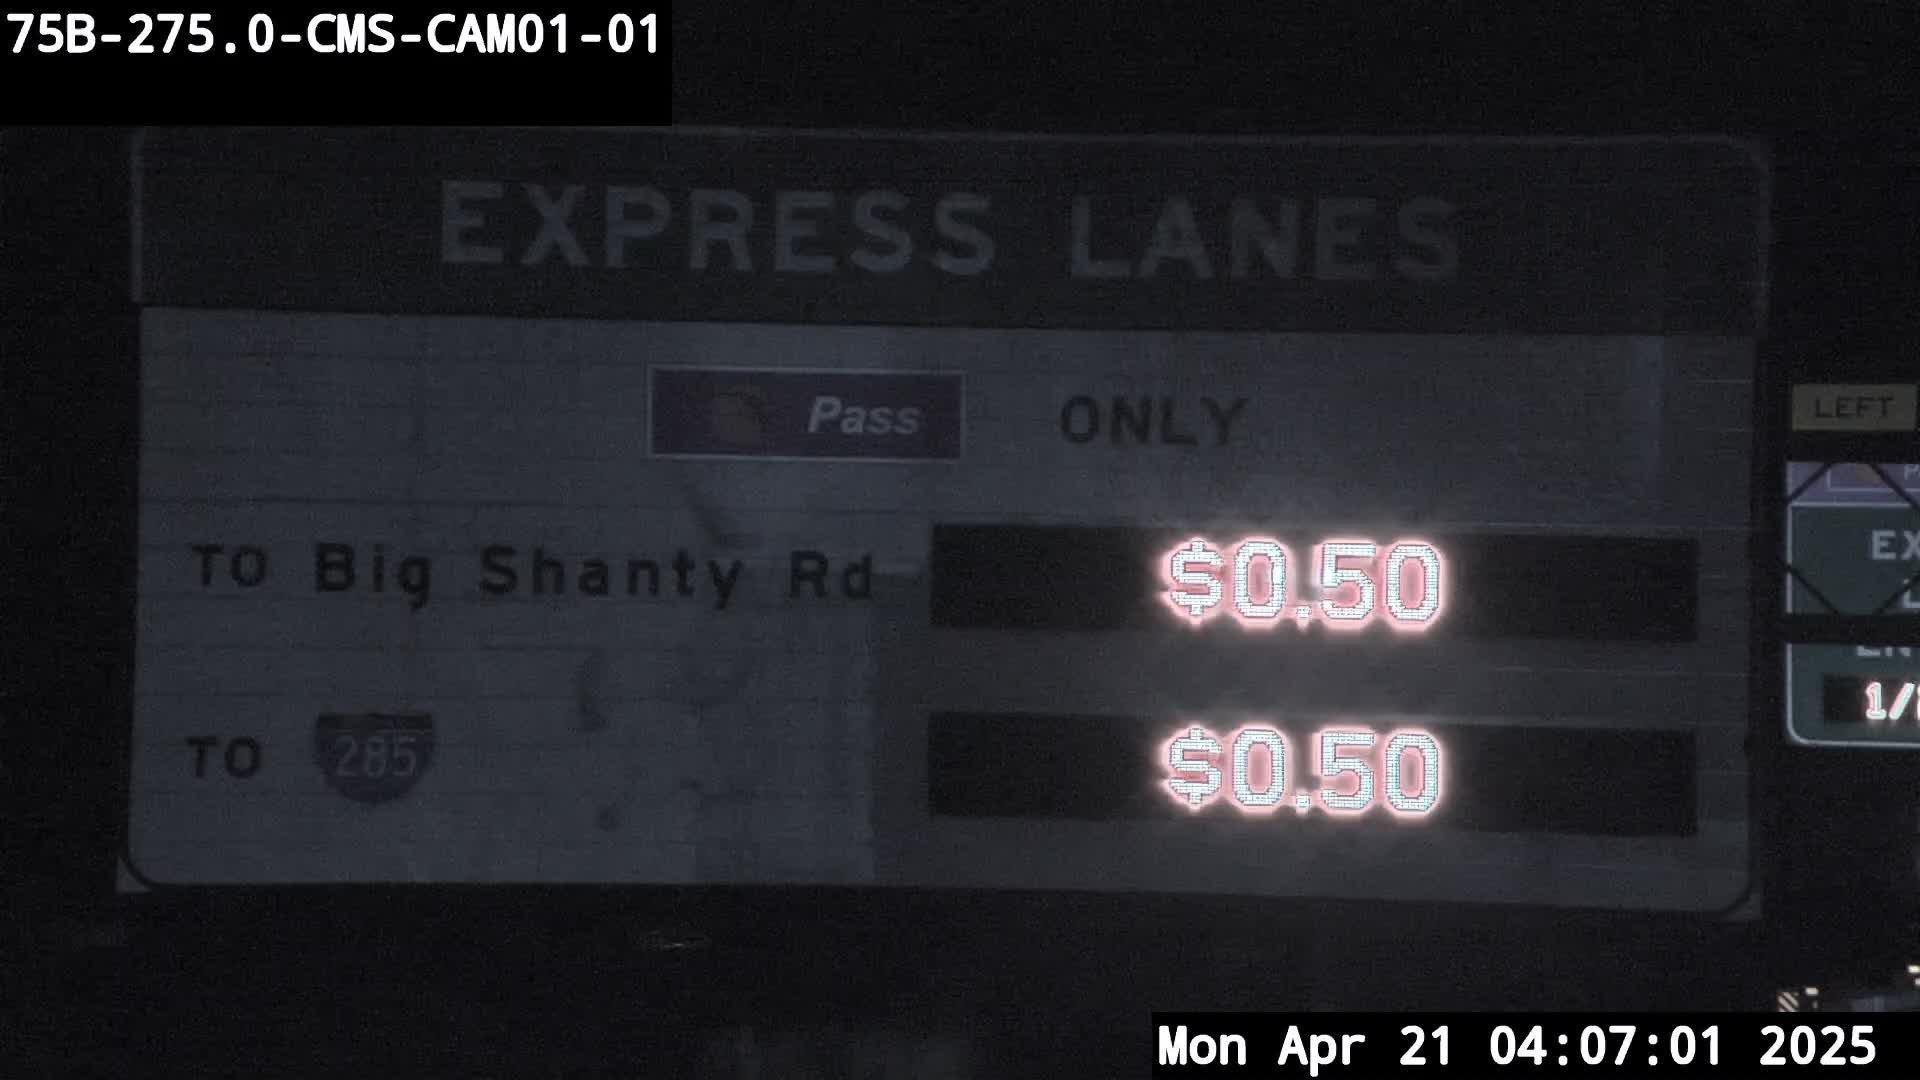 75B-275.0-CMS-CAM01-01
EXPRESS LANES
Pass ONLY
TO Big Shanty Rd $0.50
TO 285 $0.50
LEFT
EX
1/
Mon Apr 21 04:07:01 2025